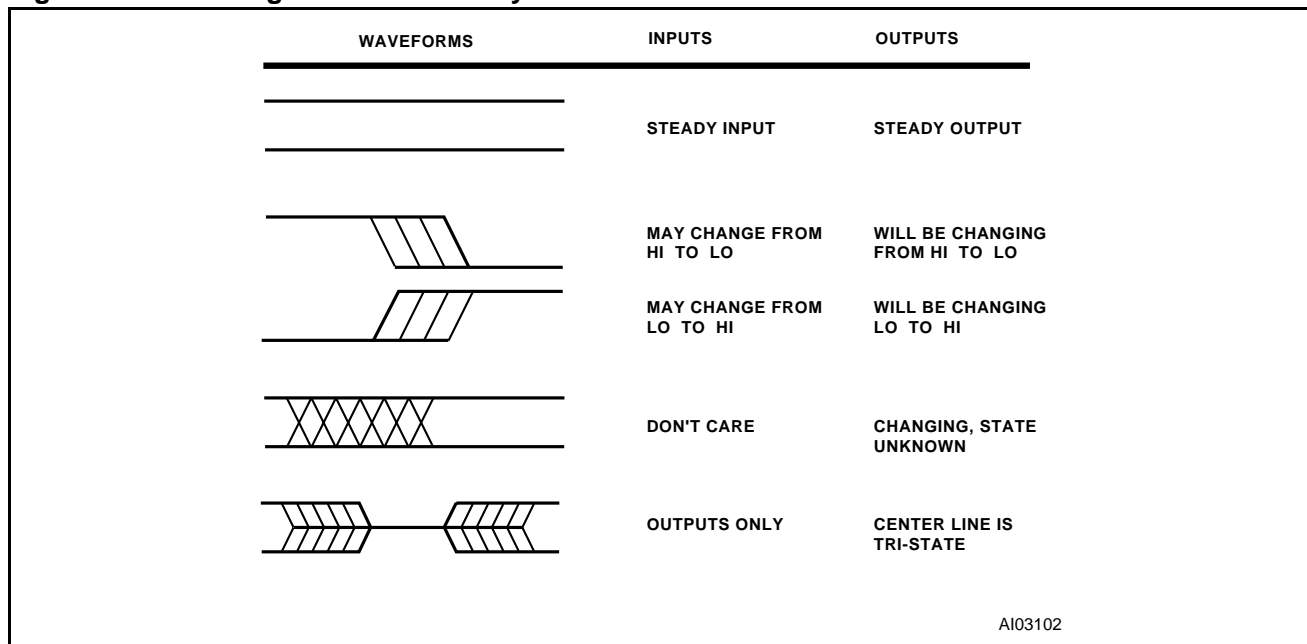 WAVEFORMS INPUTS OUTPUTS
STEADY INPUT STEADY OUTPUT
MAY CHANGE FROM WILL BE CHANGING
HI TO LO FROM HI TO LO
MAY CHANGE FROM WILL BE CHANGING
LO TO HI LO TO HI
DON'T CARE CHANGING, STATE
UNKNOWN
OUTPUTS ONLY CENTER LINE IS
TRI-STATE
AI03102